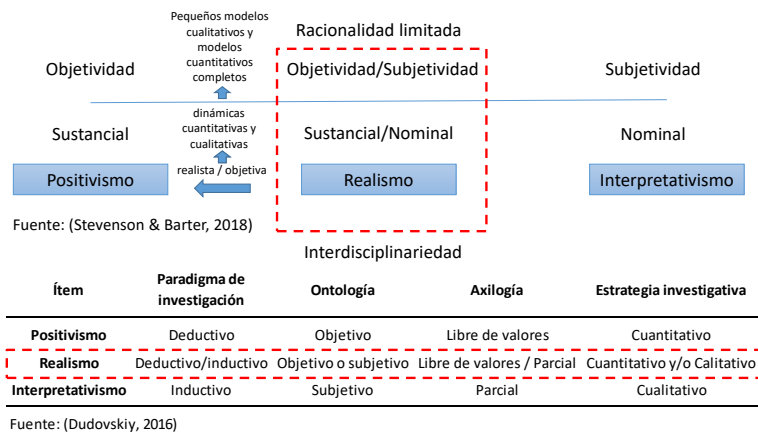 Pequeños modelos
cualitativos y
modelos
cuantitativos
completos
Racionalidad limitada
Objetividad
Objetividad/Subjetividad
Subjetividad
Sustancial
dinámicas
cuantitativas y
cualitativas
Sustancial/Nominal
Nominal
Positivismo
realista / objetiva
Realismo
Interpretativismo
Fuente: (Stevenson & Barter, 2018)
Interdisciplinariedad
Ítem
Paradigma de
investigación
Ontología
Axilogía
Estrategia investigativa
Positivismo Deductivo Objetivo Libre de valores Cuantitativo
Realismo Deductivo/inductivo Objetivo o subjetivo Libre de valores / Parcial Cuantitativo y/o Calitativo
Interpretativismo Inductivo Subjetivo Parcial Cualitativo
Fuente: (Dudovskiy, 2016)